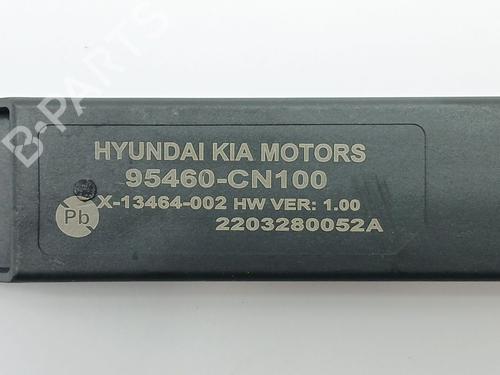 B-PARTS
HYUNDAI KIA MOTORS
95460-CN100
Pb
X-13464-002 HW VER: 1.00
2203280052A